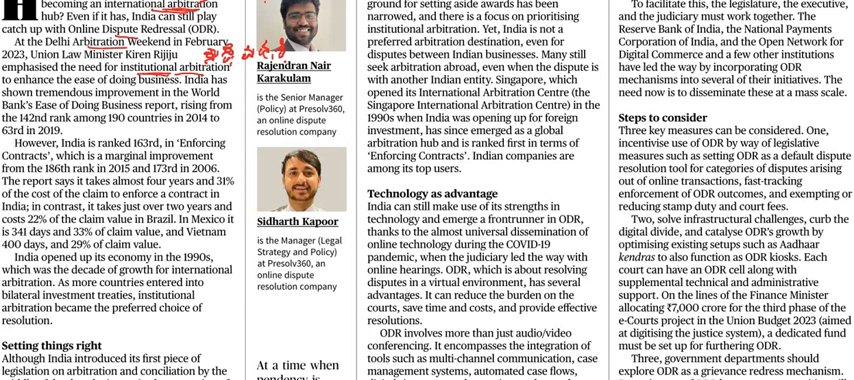 becoming an international arbitration
hub? Even if it has, India can still play
catch up with Online Dispute Redressal (ODR).
At the Delhi Arbitration Weekend in February
2023, Union Law Minister Kiren Rijiju
emphasised the need for institutional arbitration
to enhance the ease of doing business. India has
shown tremendous improvement in the World
Bank's Ease of Doing Business report, rising from
the 142nd rank among 190 countries in 2014 to
63rd in 2019.
However, India is ranked 163rd, in 'Enforcing
Contracts', which is a marginal improvement
from the 186th rank in 2015 and 173rd in 2006.
The report says it takes almost four years and 31%
of the cost of the claim to enforce a contract in
India; in contrast, it takes just over two years and
costs 22% of the claim value in Brazil. In Mexico it
is 341 days and 33% of claim value, and Vietnam
400 days, and 29% of claim value.
India opened up its economy in the 1990s,
which was the decade of growth for international
arbitration. As more countries entered into
bilateral investment treaties, institutional
arbitration became the preferred choice of
resolution.
Setting things right
Although India introduced its first piece of
legislation on arbitration and conciliation by the
Rajendran Nair
Karakulam
is the Senior Manager
(Policy) at Presolv360,
an online dispute
resolution company
Sidharth Kapoor
is the Manager (Legal
Strategy and Policy)
at Presolv360, an
online dispute
resolution company
At a time when
pendency is
ground for setting aside awards has been
narrowed, and there is a focus on prioritising
institutional arbitration. Yet, India is not a
preferred arbitration destination, even for
disputes between Indian businesses. Many still
seek arbitration abroad, even when the dispute is
with another Indian entity. Singapore, which
opened its International Arbitration Centre (the
Singapore International Arbitration Centre) in the
1990s when India was opening up for foreign
investment, has since emerged as a global
arbitration hub and is ranked first in terms of
'Enforcing Contracts'. Indian companies are
among its top users.
Technology as advantage
India can still make use of its strengths in
technology and emerge a frontrunner in ODR,
thanks to the almost universal dissemination of
online technology during the COVID-19
pandemic, when the judiciary led the way with
online hearings. ODR, which is about resolving
disputes in a virtual environment, has several
advantages. It can reduce the burden on the
courts, save time and costs, and provide effective
resolutions.
ODR involves more than just audio/video
conferencing. It encompasses the integration of
tools such as multi-channel communication, case
management systems, automated case flows,
To facilitate this, the legislature, the executive,
and the judiciary must work together. The
Reserve Bank of India, the National Payments
Corporation of India, and the Open Network for
Digital Commerce and a few other institutions
have led the way by incorporating ODR
mechanisms into several of their initiatives. The
need now is to disseminate these at a mass scale.
Steps to consider
Three key measures can be considered. One,
incentivise use of ODR by way of legislative
measures such as setting ODR as a default dispute
resolution tool for categories of disputes arising
out of online transactions, fast-tracking
enforcement of ODR outcomes, and exempting or
reducing stamp duty and court fees.
Two, solve infrastructural challenges, curb the
digital divide, and catalyse ODR's growth by
optimising existing setups such as Aadhaar
kendras to also function as ODR kiosks. Each
court can have an ODR cell along with
supplemental technical and administrative
support. On the lines of the Finance Minister
allocating ₹7,000 crore for the third phase of the
e-Courts project in the Union Budget 2023 (aimed
at digitising the justice system), a dedicated fund
must be set up for furthering ODR.
Three, government departments should
explore ODR as a grievance redress mechanism.